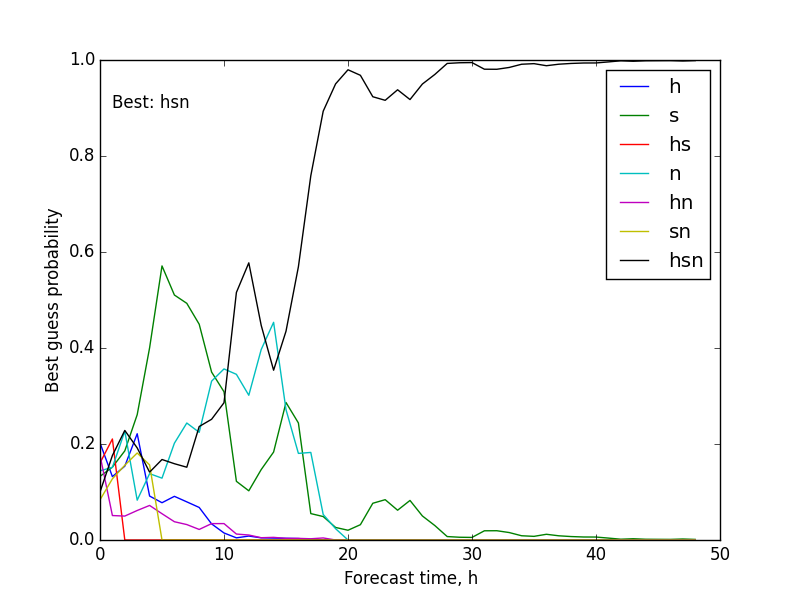 1.0
0.8
0.6
0.4
0.2
0.0
Best guess probability
Best: hsn
h
s
hs
n
hn
sn
hsn
0 10 20 30 40 50
Forecast time, h